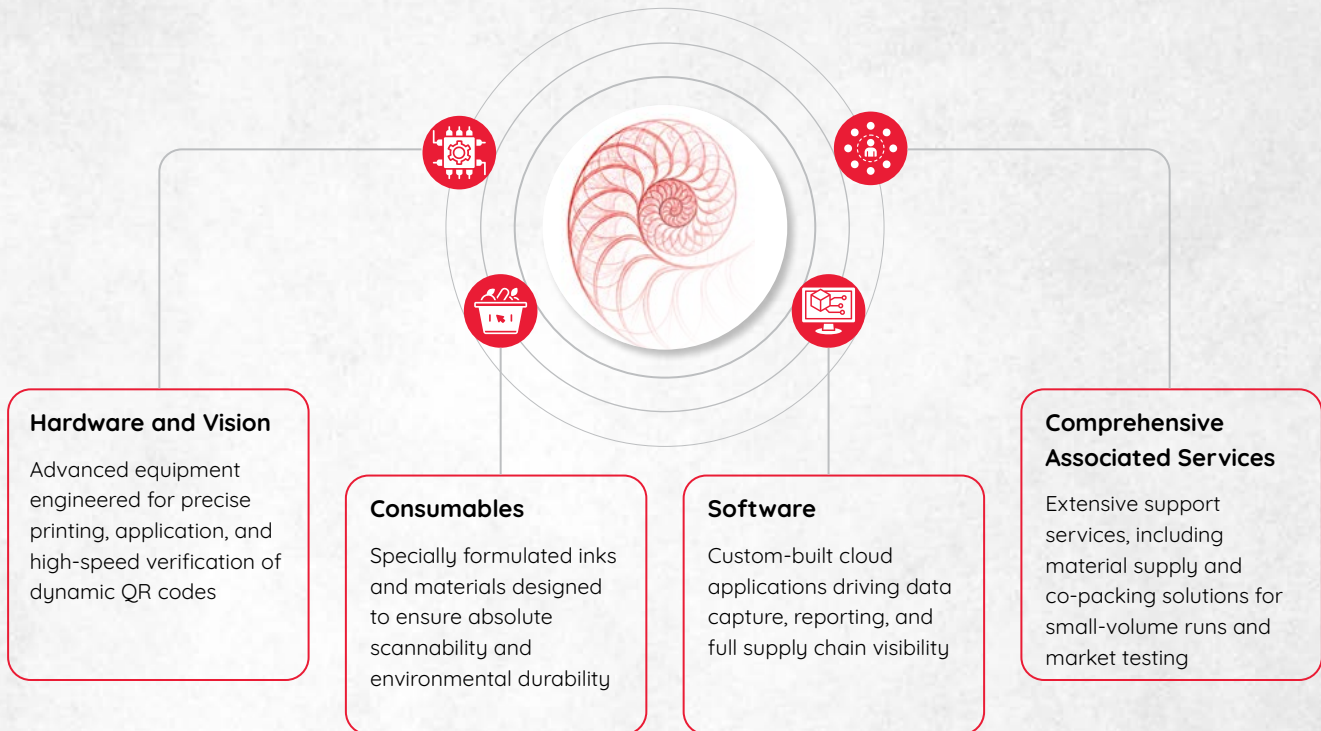 Hardware and Vision
Advanced equipment
engineered for precise
printing, application, and
high-speed verification of
dynamic QR codes
Consumables
Specially formulated inks
and materials designed
to ensure absolute
scannability and
environmental durability
Software
Custom-built cloud
applications driving data
capture, reporting, and
full supply chain visibility
Comprehensive
Associated Services
Extensive support
services, including
material supply and
co-packing solutions for
small-volume runs and
market testing